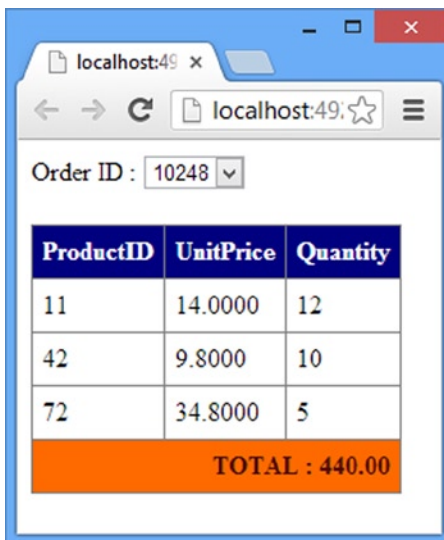 localhost:49
localhost:49
Order ID : 10248
ProductID UnitPrice Quantity
11 14.0000 12
42 9.8000 10
72 34.8000 5
TOTAL : 440.00